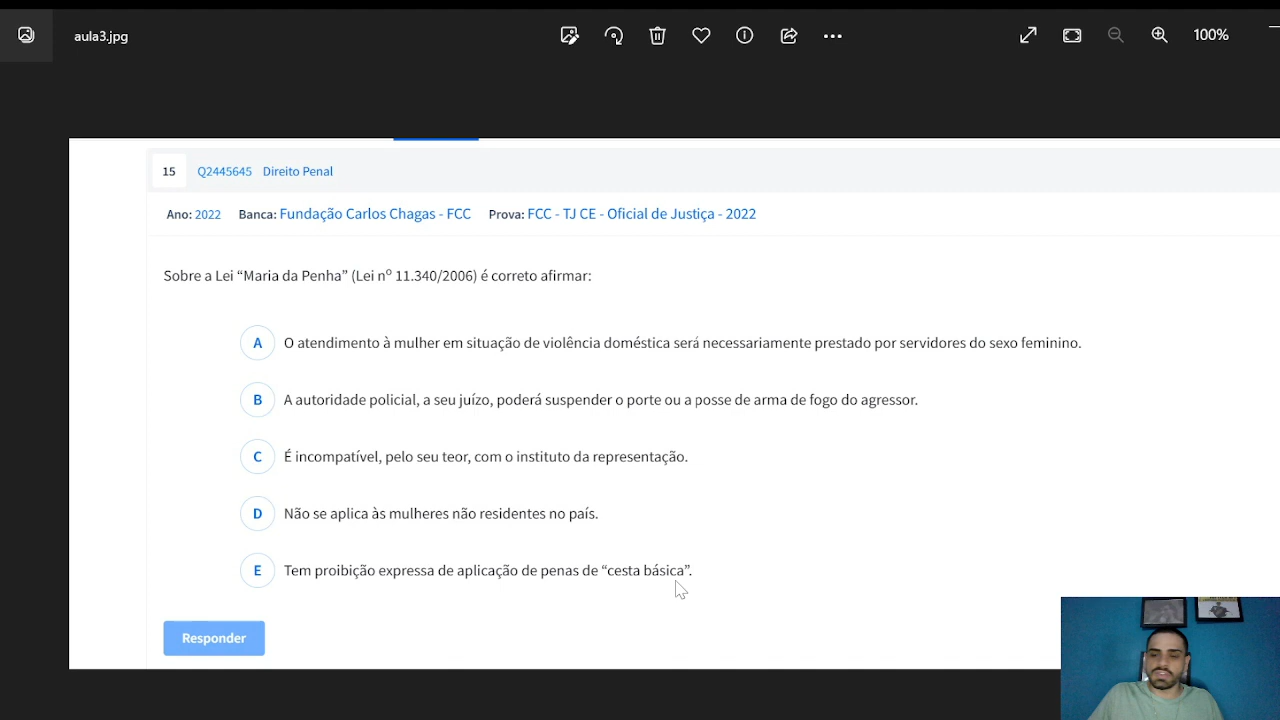 aula3.jpg
100%
15 Q2445645 Direito Penal
Ano: 2022 Banca: Fundação Carlos Chagas - FCC Prova: FCC - TJ CE - Oficial de Justiça - 2022
Sobre a Lei “Maria da Penha” (Lei nº 11.340/2006) é correto afirmar:
A O atendimento à mulher em situação de violência doméstica será necessariamente prestado por servidores do sexo feminino.
B A autoridade policial, a seu juízo, poderá suspender o porte ou a posse de arma de fogo do agressor.
C É incompatível, pelo seu teor, com o instituto da representação.
D Não se aplica às mulheres não residentes no país.
E Tem proibição expressa de aplicação de penas de “cesta básica”.
Responder